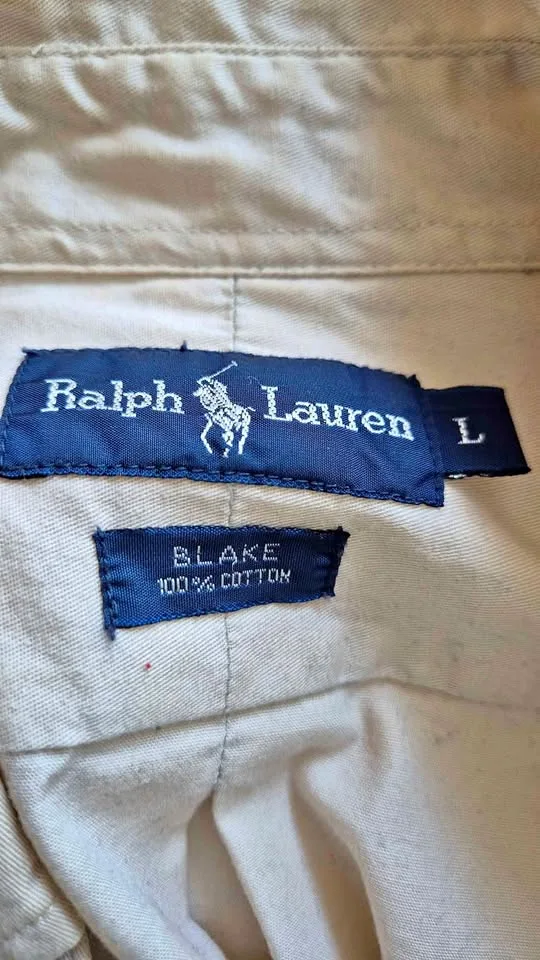 Ralph Lauren
L
BLAKE
100% COTTON